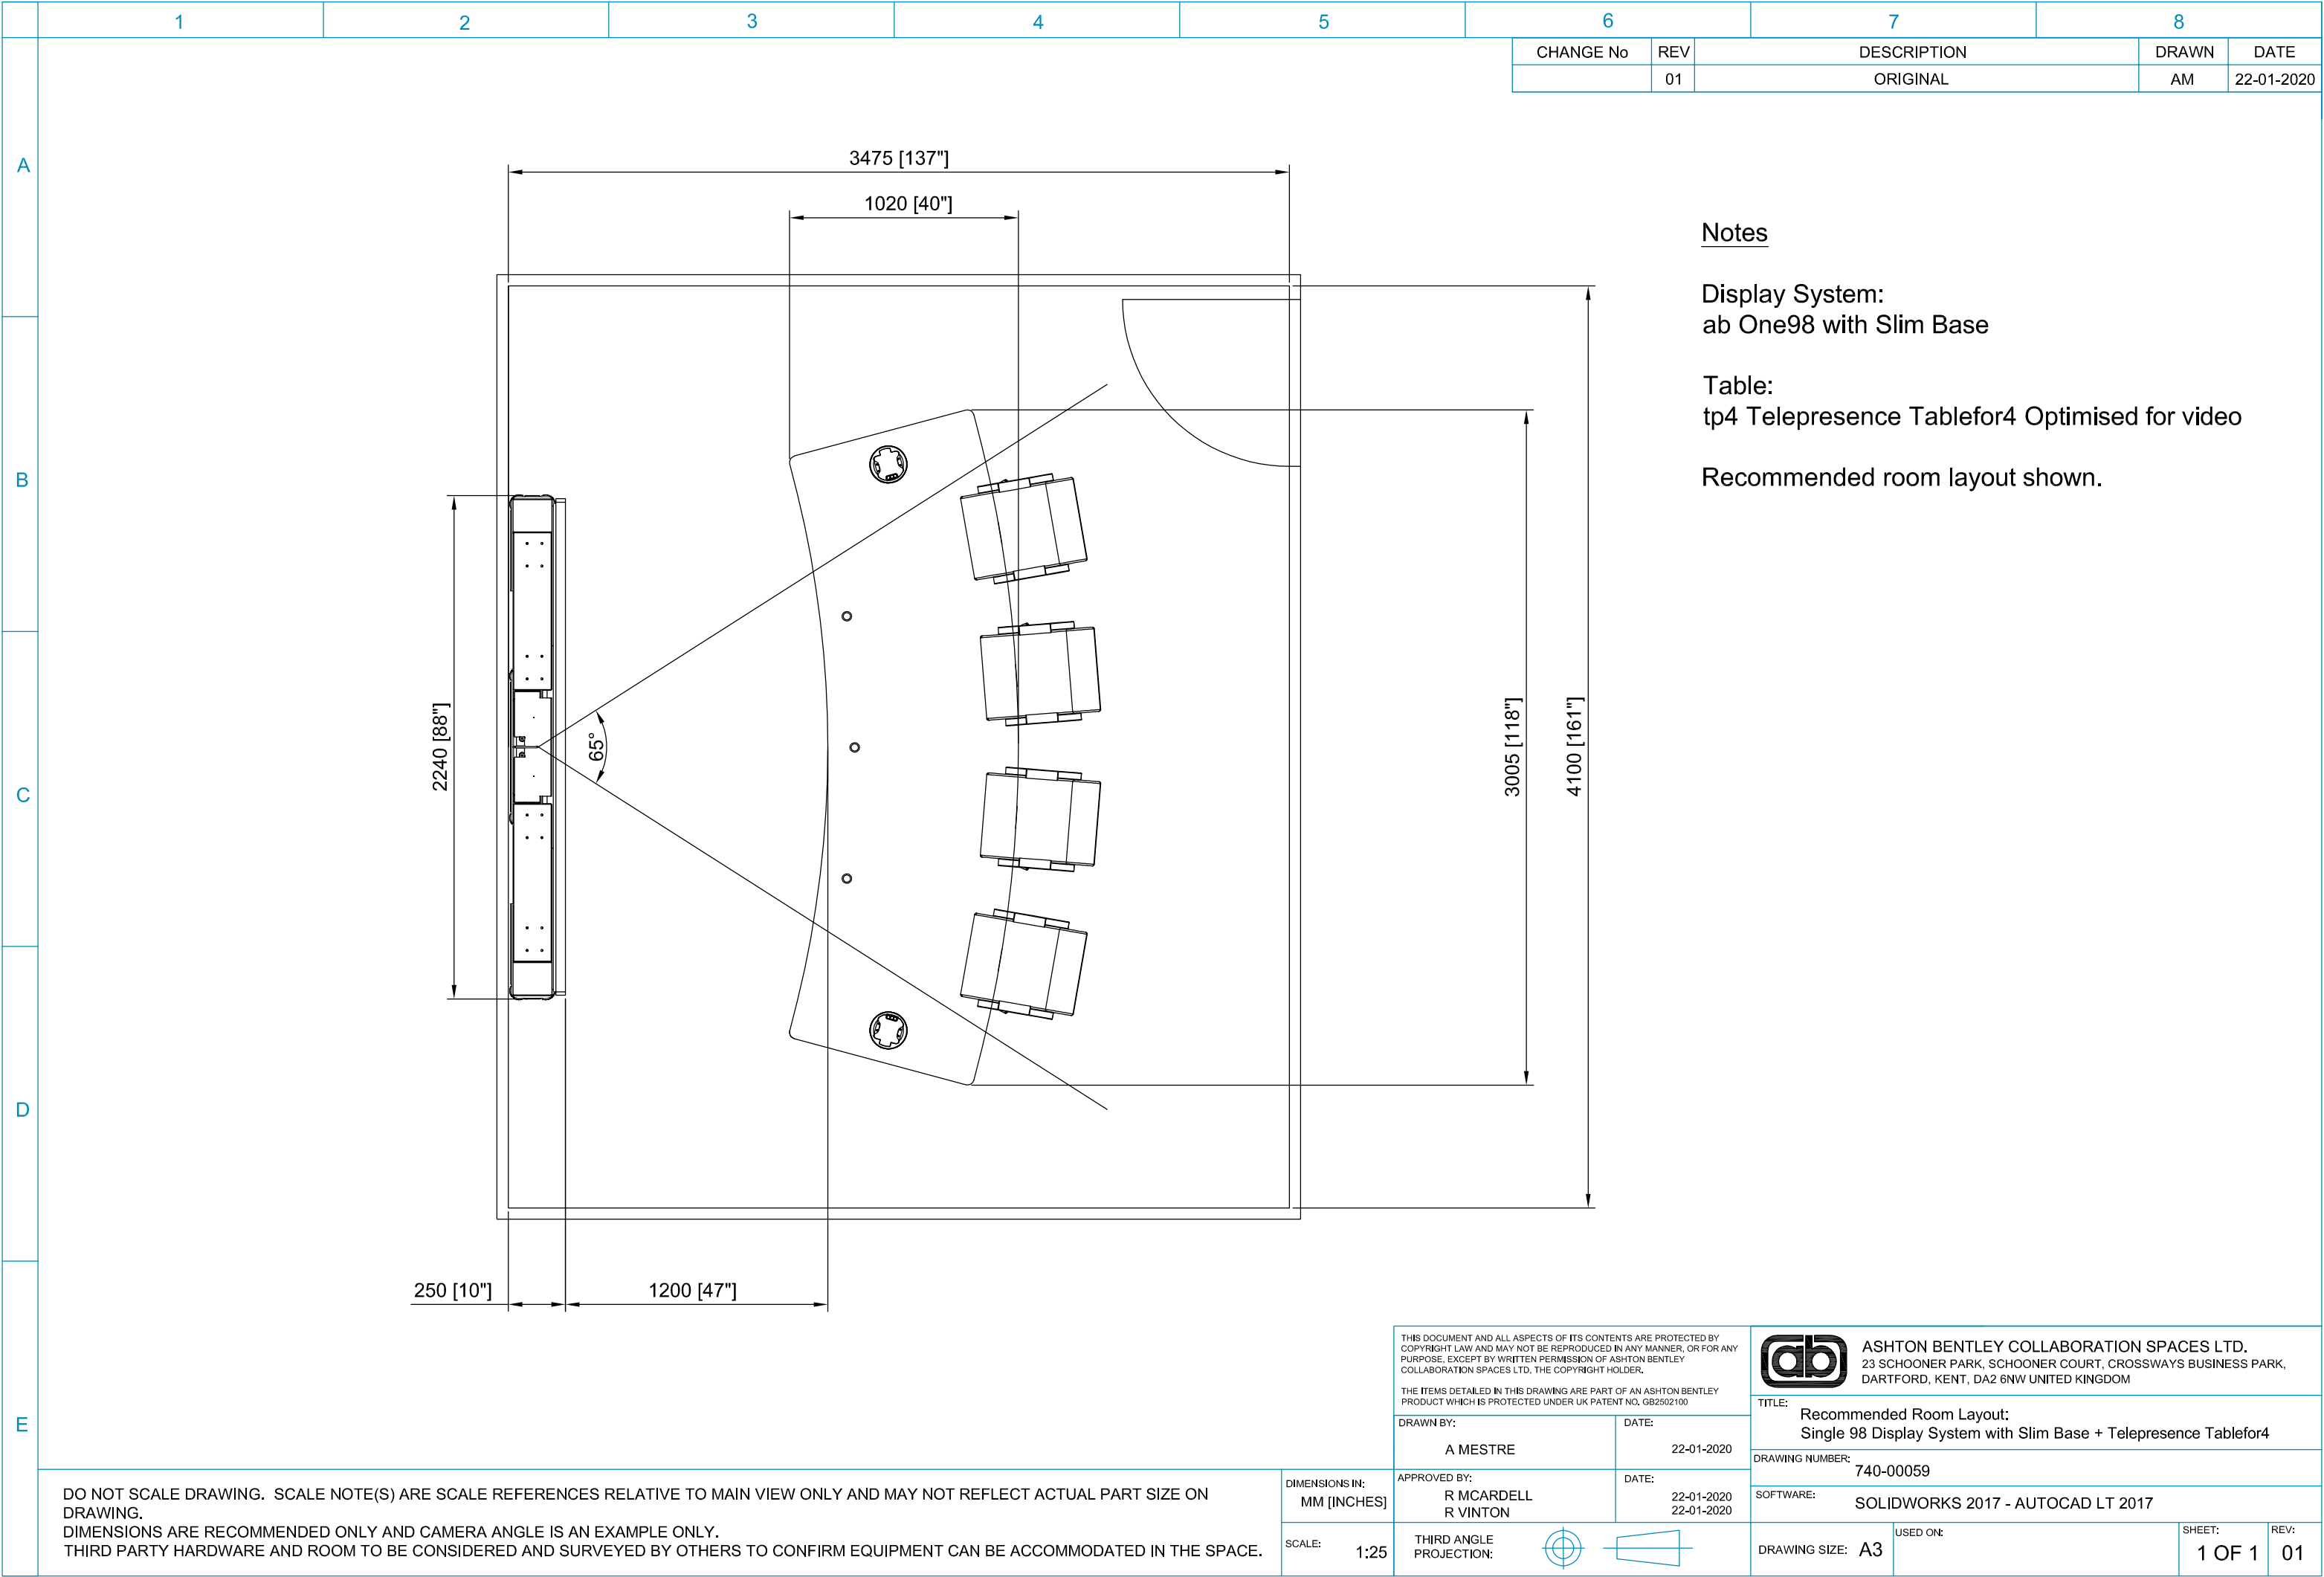 1 2 3 4 5 6 7 8
CHANGE No REV DESCRIPTION DRAWN DATE
01 ORIGINAL AM 22-01-2020
A
B
C
D
E
3475 [137"]
1020 [40"]
2240 [88"]
65°
3005 [118"]
4100 [161"]
250 [10"]
1200 [47"]
Notes
Display System:
ab One98 with Slim Base
Table:
tp4 Telepresence Tablefor4 Optimised for video
Recommended room layout shown.
DO NOT SCALE DRAWING. SCALE NOTE(S) ARE SCALE REFERENCES RELATIVE TO MAIN VIEW ONLY AND MAY NOT REFLECT ACTUAL PART SIZE ON
DRAWING.
DIMENSIONS ARE RECOMMENDED ONLY AND CAMERA ANGLE IS AN EXAMPLE ONLY.
THIRD PARTY HARDWARE AND ROOM TO BE CONSIDERED AND SURVEYED BY OTHERS TO CONFIRM EQUIPMENT CAN BE ACCOMMODATED IN THE SPACE.
DIMENSIONS IN:
MM [INCHES]
SCALE:
1:25
THIS DOCUMENT AND ALL ASPECTS OF ITS CONTENTS ARE PROTECTED BY
COPYRIGHT LAW AND MAY NOT BE REPRODUCED IN ANY MANNER, OR FOR ANY
PURPOSE, EXCEPT BY WRITTEN PERMISSION OF ASHTON BENTLEY
COLLABORATION SPACES LTD, THE COPYRIGHT HOLDER.
THE ITEMS DETAILED IN THIS DRAWING ARE PART OF AN ASHTON BENTLEY
PRODUCT WHICH IS PROTECTED UNDER UK PATENT NO. GB2502100
DRAWN BY:
A MESTRE
DATE:
22-01-2020
APPROVED BY:
R MCARDELL
R VINTON
DATE:
22-01-2020
22-01-2020
THIRD ANGLE
PROJECTION:
ab
ASHTON BENTLEY COLLABORATION SPACES LTD.
23 SCHOONER PARK, SCHOONER COURT, CROSSWAYS BUSINESS PARK,
DARTFORD, KENT, DA2 6NW UNITED KINGDOM
TITLE:
Recommended Room Layout:
Single 98 Display System with Slim Base + Telepresence Tablefor4
DRAWING NUMBER:
740-00059
SOFTWARE:
SOLIDWORKS 2017 - AUTOCAD LT 2017
DRAWING SIZE: A3
USED ON:
SHEET:
1 OF 1
REV:
01